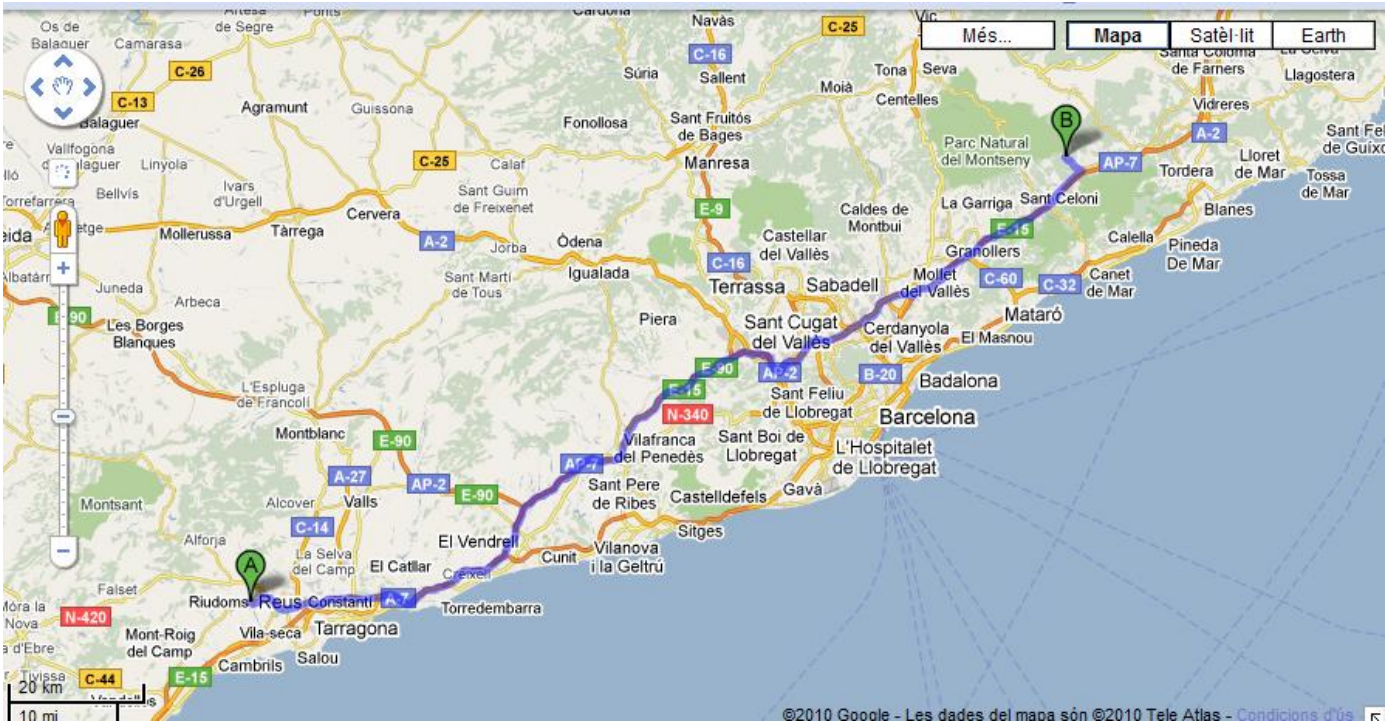 Artesa
de Segre
Ponts
Cardona
Navàs
Vic
C-25
Més...
Mapa
Satèl·lit
Earth
Os de
Balaguer
Camarasa
C-26
C-16
Súria
Sallent
Moià
Tona
Seva
Santa Coloma
de Farners
La Selva
Llagostera
C-13
Balaguer
Agramunt
Guissona
Fonollosa
Sant Fruitós
de Bages
Centelles
B
Vidreres
A-2
Vallfogona
Linyola
C-25
Calaf
Manresa
Parc Natural
del Montseny
AP-7
Lloret
de Mar
Sant Fel
de Guíxo
Bellvís
Ivars
d'Urgell
Sant Guim
de Freixenet
Tordera
Tossa
de Mar
Torrefarrera
Cervera
E-9
Caldes de
Montbui
La Garriga
Sant Celoni
Blanes
Mollerussa
Tàrrega
A-2
Jorba
Òdena
Castellar
del Vallès
E-15
Granollers
Calella
Pineda
De Mar
Igualada
C-16
Terrassa
Sabadell
Mollet
del Vallès
C-60
C-32
Canet
de Mar
Juneda
Arbeca
Sant Martí
de Tous
E-90
Les Borges
Blanques
Piera
Sant Cugat
del Vallès
Cerdanyola
del Vallès
Mataró
El Masnou
E-90
AP-2
B-20
Badalona
L'Espluga
de Francolí
E-15
N-340
Sant Feliu
de Llobregat
Barcelona
Montblanc
E-90
Vilafranca
del Penedès
Sant Boi de
Llobregat
L'Hospitalet
de Llobregat
A-27
AP-2
E-90
AP-7
Montsant
Alcover
Valls
Sant Pere
de Ribes
Castelldefels
Gavà
C-14
Sitges
Alforja
La Selva
del Camp
El Vendrell
Cunit
Vilanova
i la Geltrú
A
El Catllar
Creixell
Falset
Riudoms
Reus
Constantí
A-7
Torredembarra
Móra la
Nova
N-420
Mont-Roig
del Camp
Vila-seca
Tarragona
Salou
Cambrils
Tivissa
C-44
E-15
20 km
10 mi
©2010 Google - Les dades del mapa són ©2010 Tele Atlas - Condicions d'ús